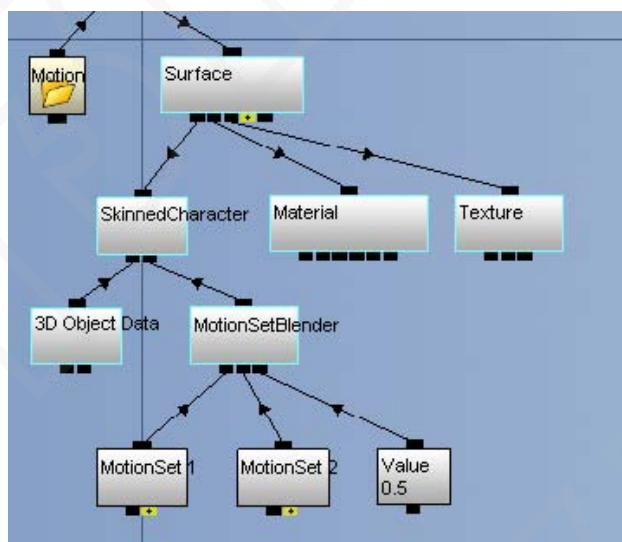 Motion
Surface
SkinnedCharacter
Material
Texture
3D Object Data
MotionSetBlender
MotionSet 1
MotionSet 2
Value
0.5